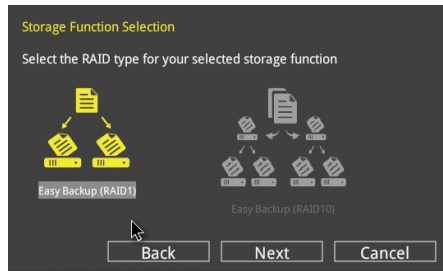 Storage Function Selection
Select the RAID type for your selected storage function
Easy Backup (RAID1)
Easy Backup (RAID10)
Back
Next
Cancel